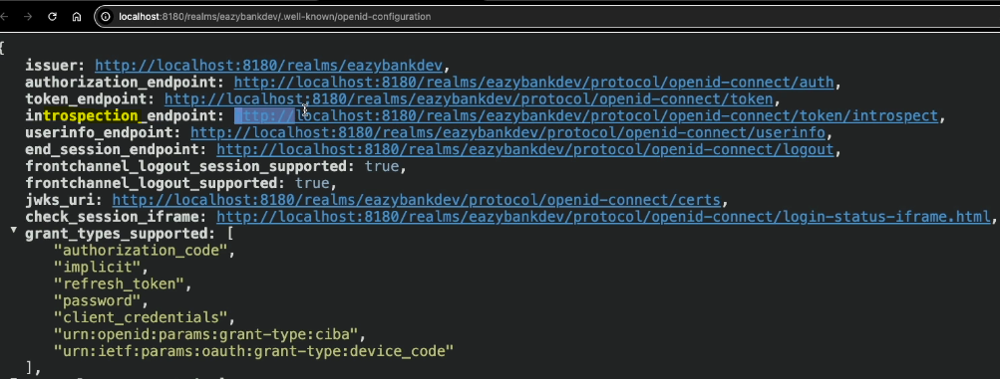 localhost:8180/realms/eazybankdev/.well-known/openid-configuration
{
issuer: http://localhost:8180/realms/eazybankdev,
authorization_endpoint: http://localhost:8180/realms/eazybankdev/protocol/openid-connect/auth,
token_endpoint: http://localhost:8180/realms/eazybankdev/protocol/openid-connect/token,
introspection_endpoint: http://localhost:8180/realms/eazybankdev/protocol/openid-connect/token/introspect,
userinfo_endpoint: http://localhost:8180/realms/eazybankdev/protocol/openid-connect/userinfo,
end_session_endpoint: http://localhost:8180/realms/eazybankdev/protocol/openid-connect/logout,
frontchannel_logout_session_supported: true,
frontchannel_logout_supported: true,
jwks_uri: http://localhost:8180/realms/eazybankdev/protocol/openid-connect/certs,
check_session_iframe: http://localhost:8180/realms/eazybankdev/protocol/openid-connect/login-status-iframe.html,
grant_types_supported: [
"authorization_code",
"implicit",
"refresh_token",
"password",
"client_credentials",
"urn:openid:params:grant-type:ciba",
"urn:ietf:params:oauth:grant-type:device_code"
],